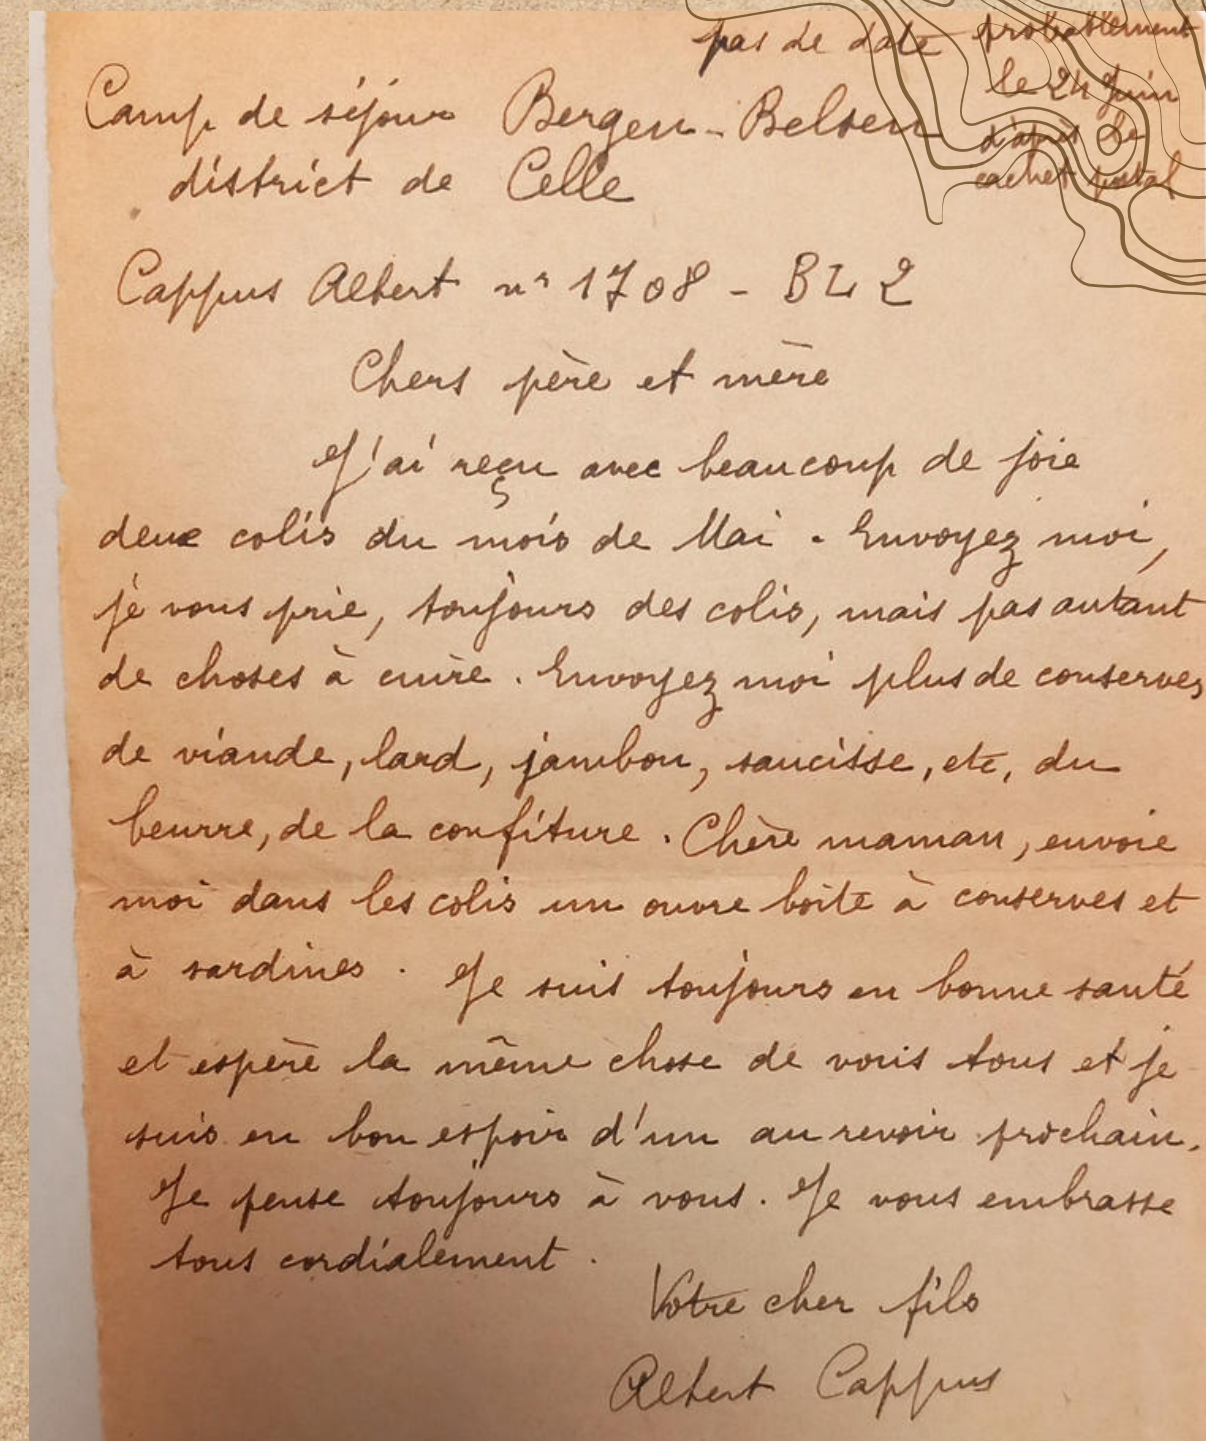 pas de date probablement
le 24 Juin
d'après le
cachet postal
Camp de séjour Bergen-Belsen
district de Celle
Cappus Albert nr 1708 - BL 2
Chers père et mère
J'ai reçu avec beaucoup de joie
deux colis du mois de Mai. Envoyez moi,
je vous prie, toujours des colis, mais pas autant
de choses à cuire. Envoyez moi plus de conserves
de viande, lard, jambon, saucisse, etc, du
beurre, de la confiture. Chère maman, envoie
moi dans les colis un ouvre boîte à conserves et
à sardines. Je suis toujours en bonne santé
et espère la même chose de vous tous et je
suis en bon espoir d'un au revoir prochain.
Je pense toujours à vous. Je vous embrasse
tous cordialement.
Votre cher fils
Albert Cappus